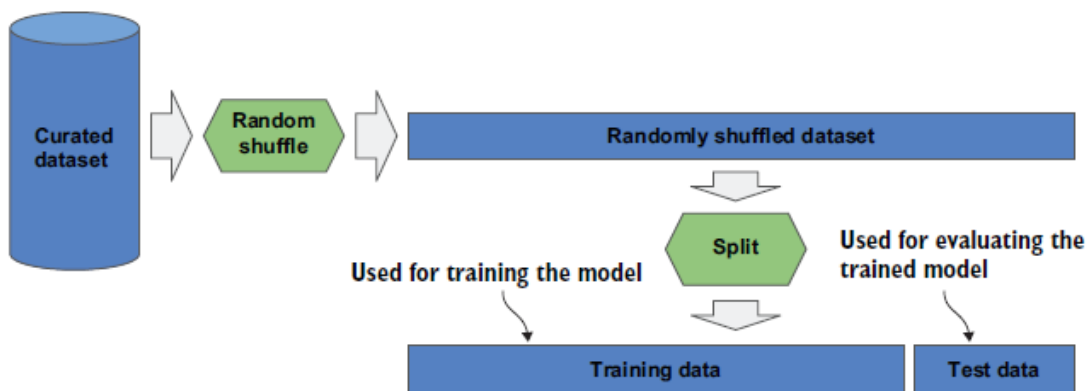 Curated
dataset
Random
shuffle
Randomly shuffled dataset
Split
Used for training the model
Used for evaluating the
trained model
Training data
Test data